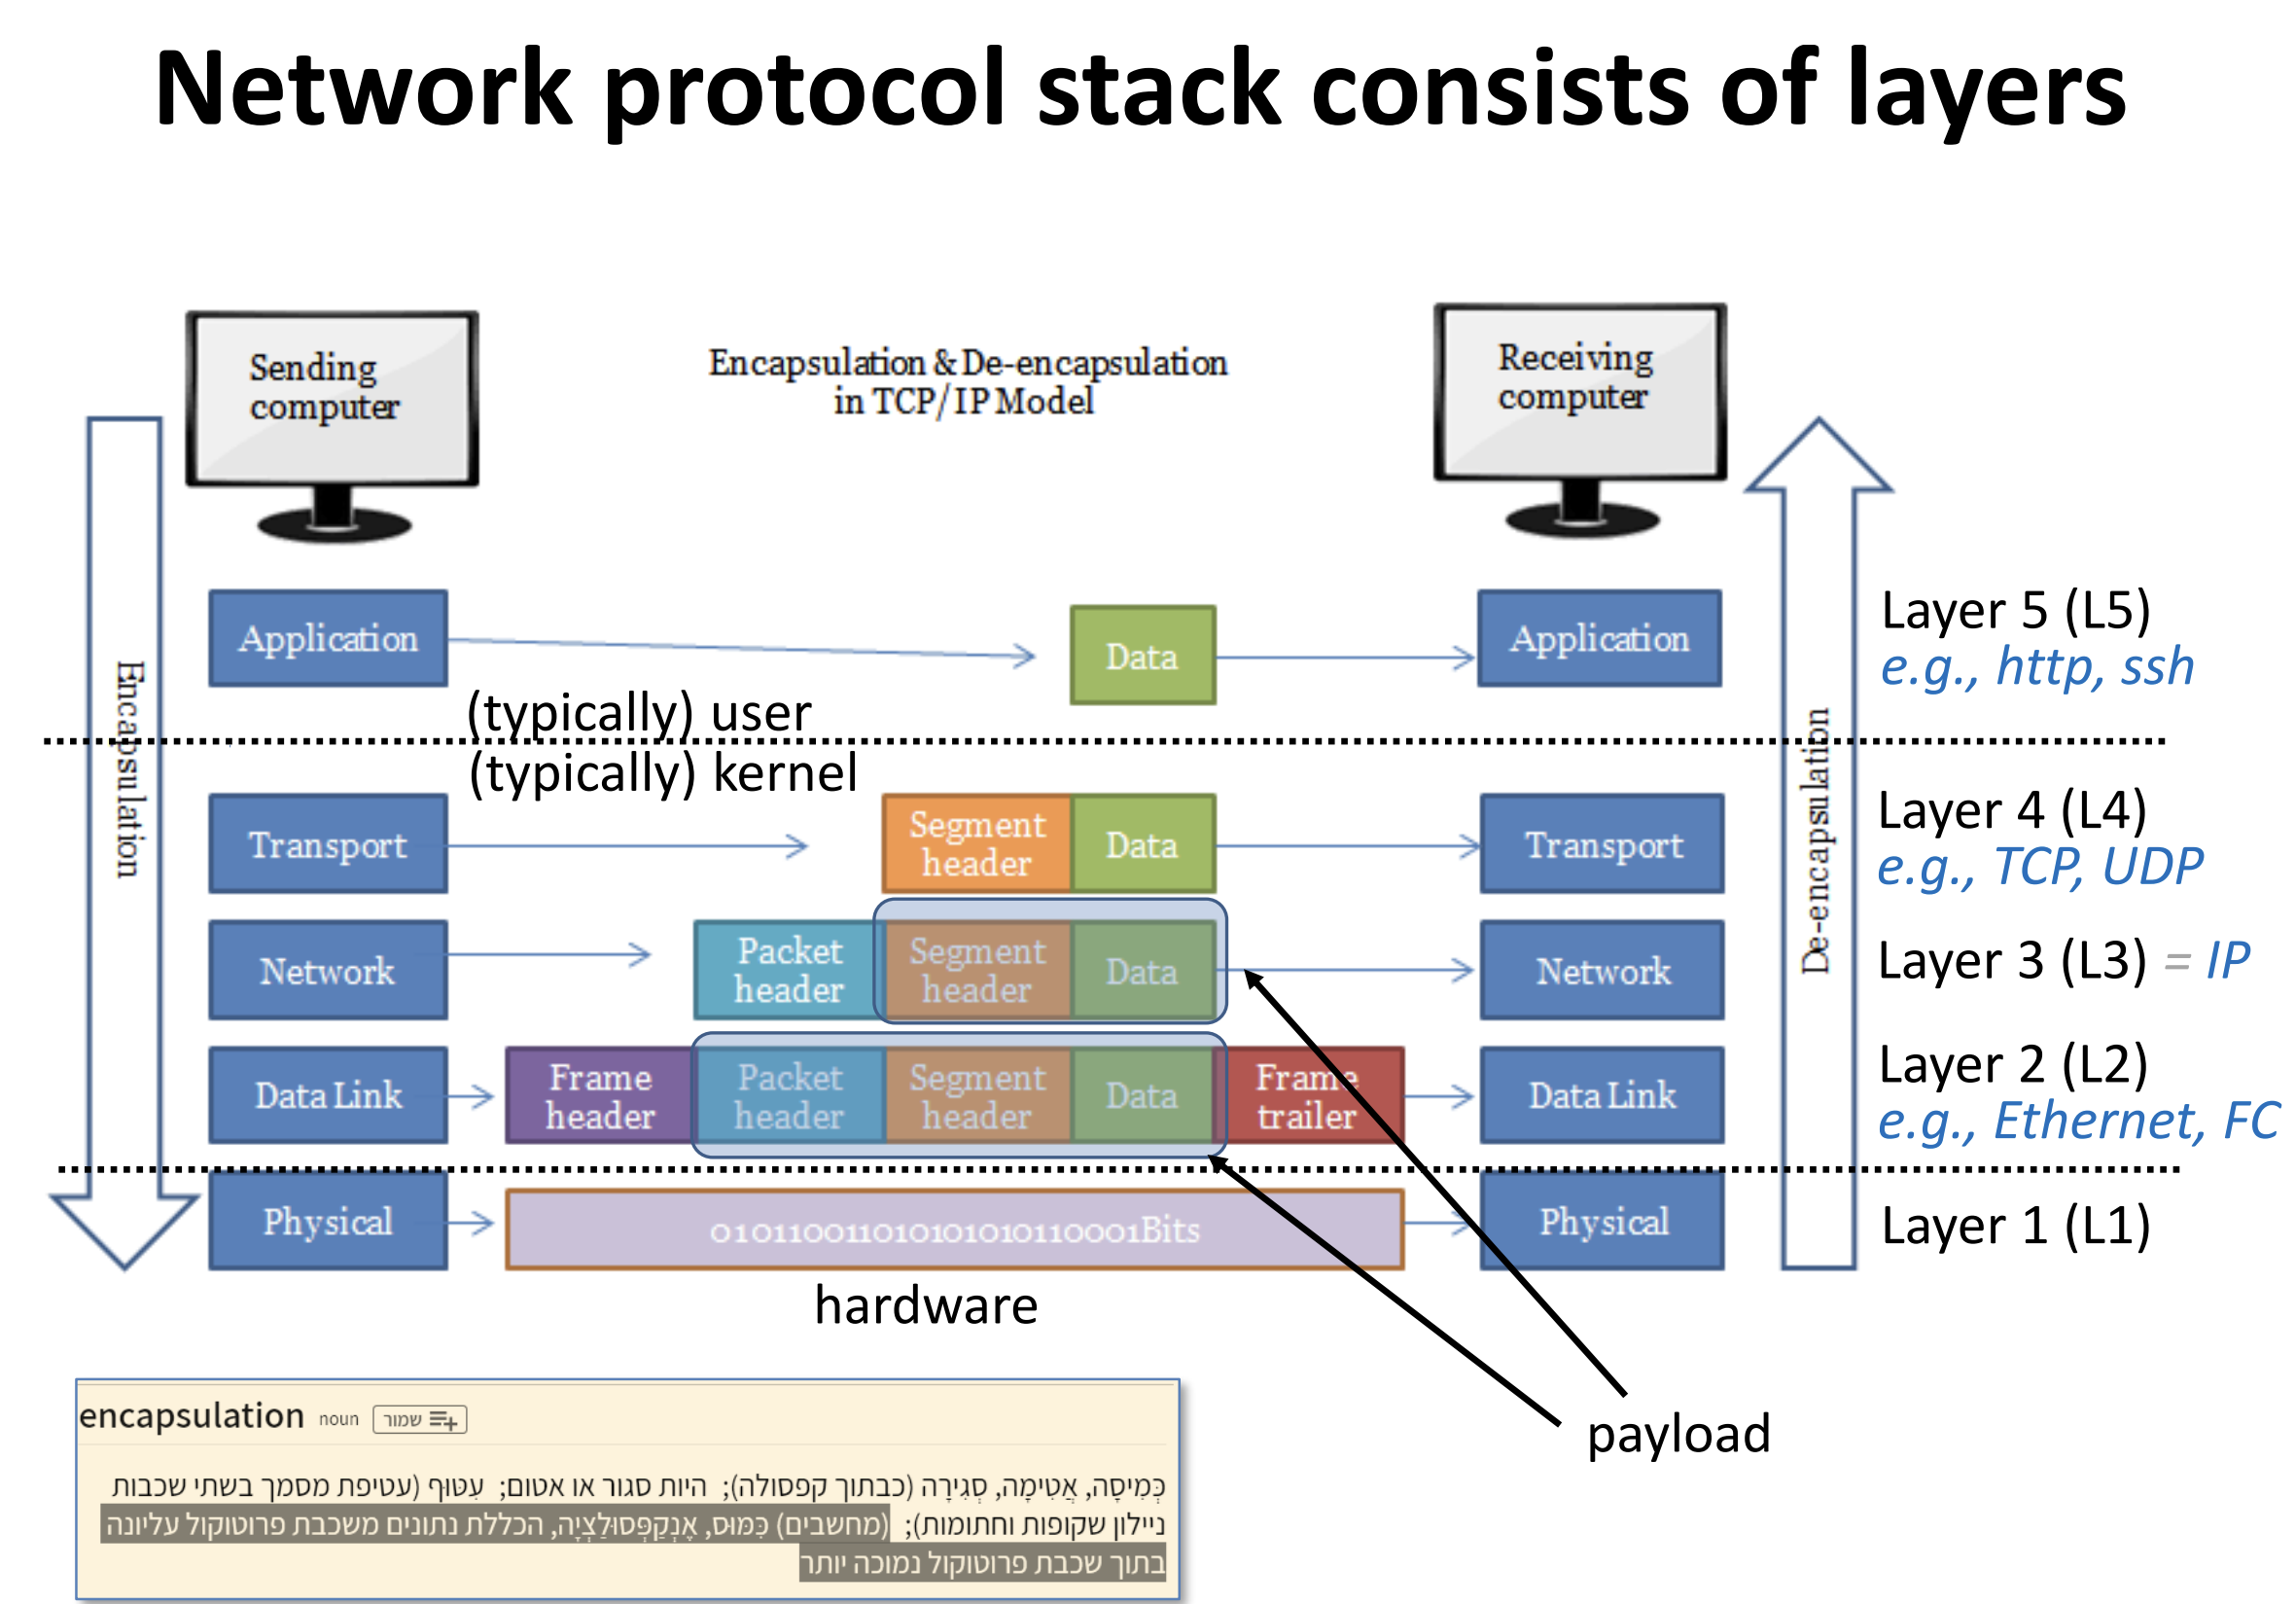 Network protocol stack consists of layers
Sending
computer
Encapsulation & De-encapsulation
in TCP/IP Model
Receiving
computer
Encapsulation
De-encapsulation
Application
Data
Application
Layer 5 (L5)
e.g., http, ssh
(typically) user
(typically) kernel
Transport
Segment
header
Data
Transport
Layer 4 (L4)
e.g., TCP, UDP
Network
Packet
header
Segment
header
Data
Network
Layer 3 (L3) = IP
Data Link
Frame
header
Packet
header
Segment
header
Data
Frame
trailer
Data Link
Layer 2 (L2)
e.g., Ethernet, FC
Physical
010110011010101010110001Bits
Physical
Layer 1 (L1)
hardware
payload
encapsulation noun שמור
כְּמִיסָה, אֲטִימָה, סְגִירָה (כבתוך קפסולה); היות סגור או אטום; עִטּוּף (עטיפת מסמך בשתי שכבות
ניילון שקופות וחתומות); (מחשבים) כִּמּוּס, אֶנְקַפְּסוּלַצְיָה, הכללת נתונים משכבת פרוטוקול עליונה
בתוך שכבת פרוטוקול נמוכה יותר